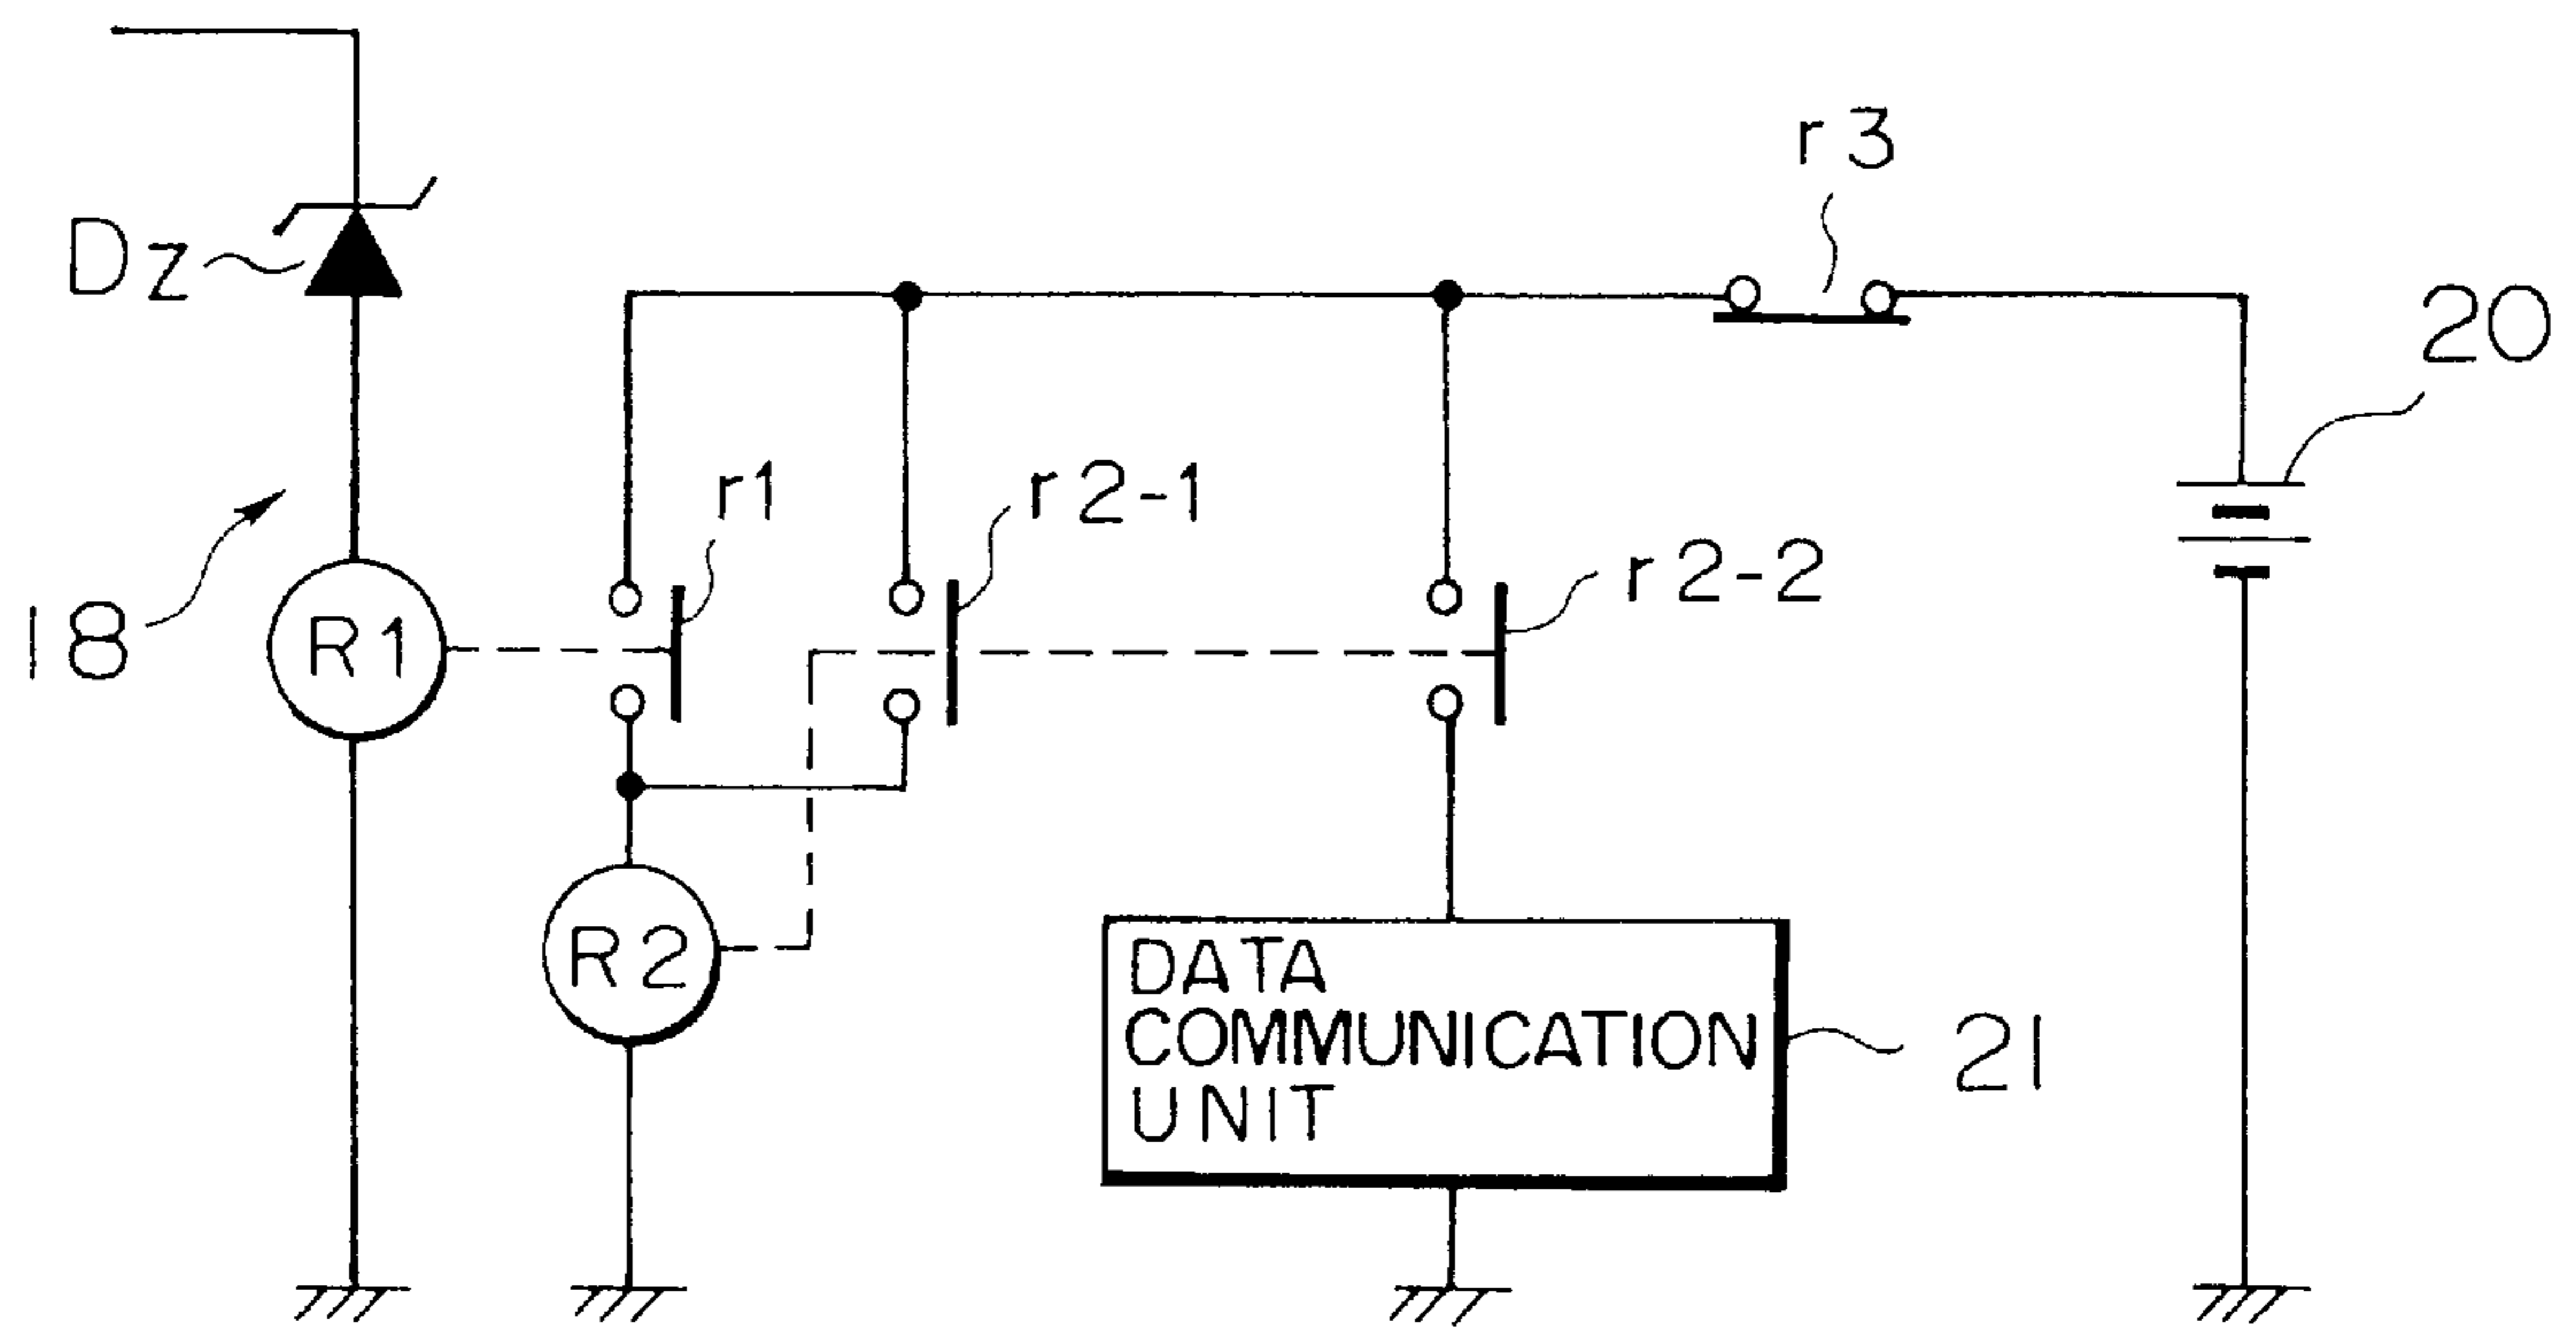 r3
Dz
20
r1
r2-1
r2-2
18
R1
R2
DATA
COMMUNICATION
UNIT
21